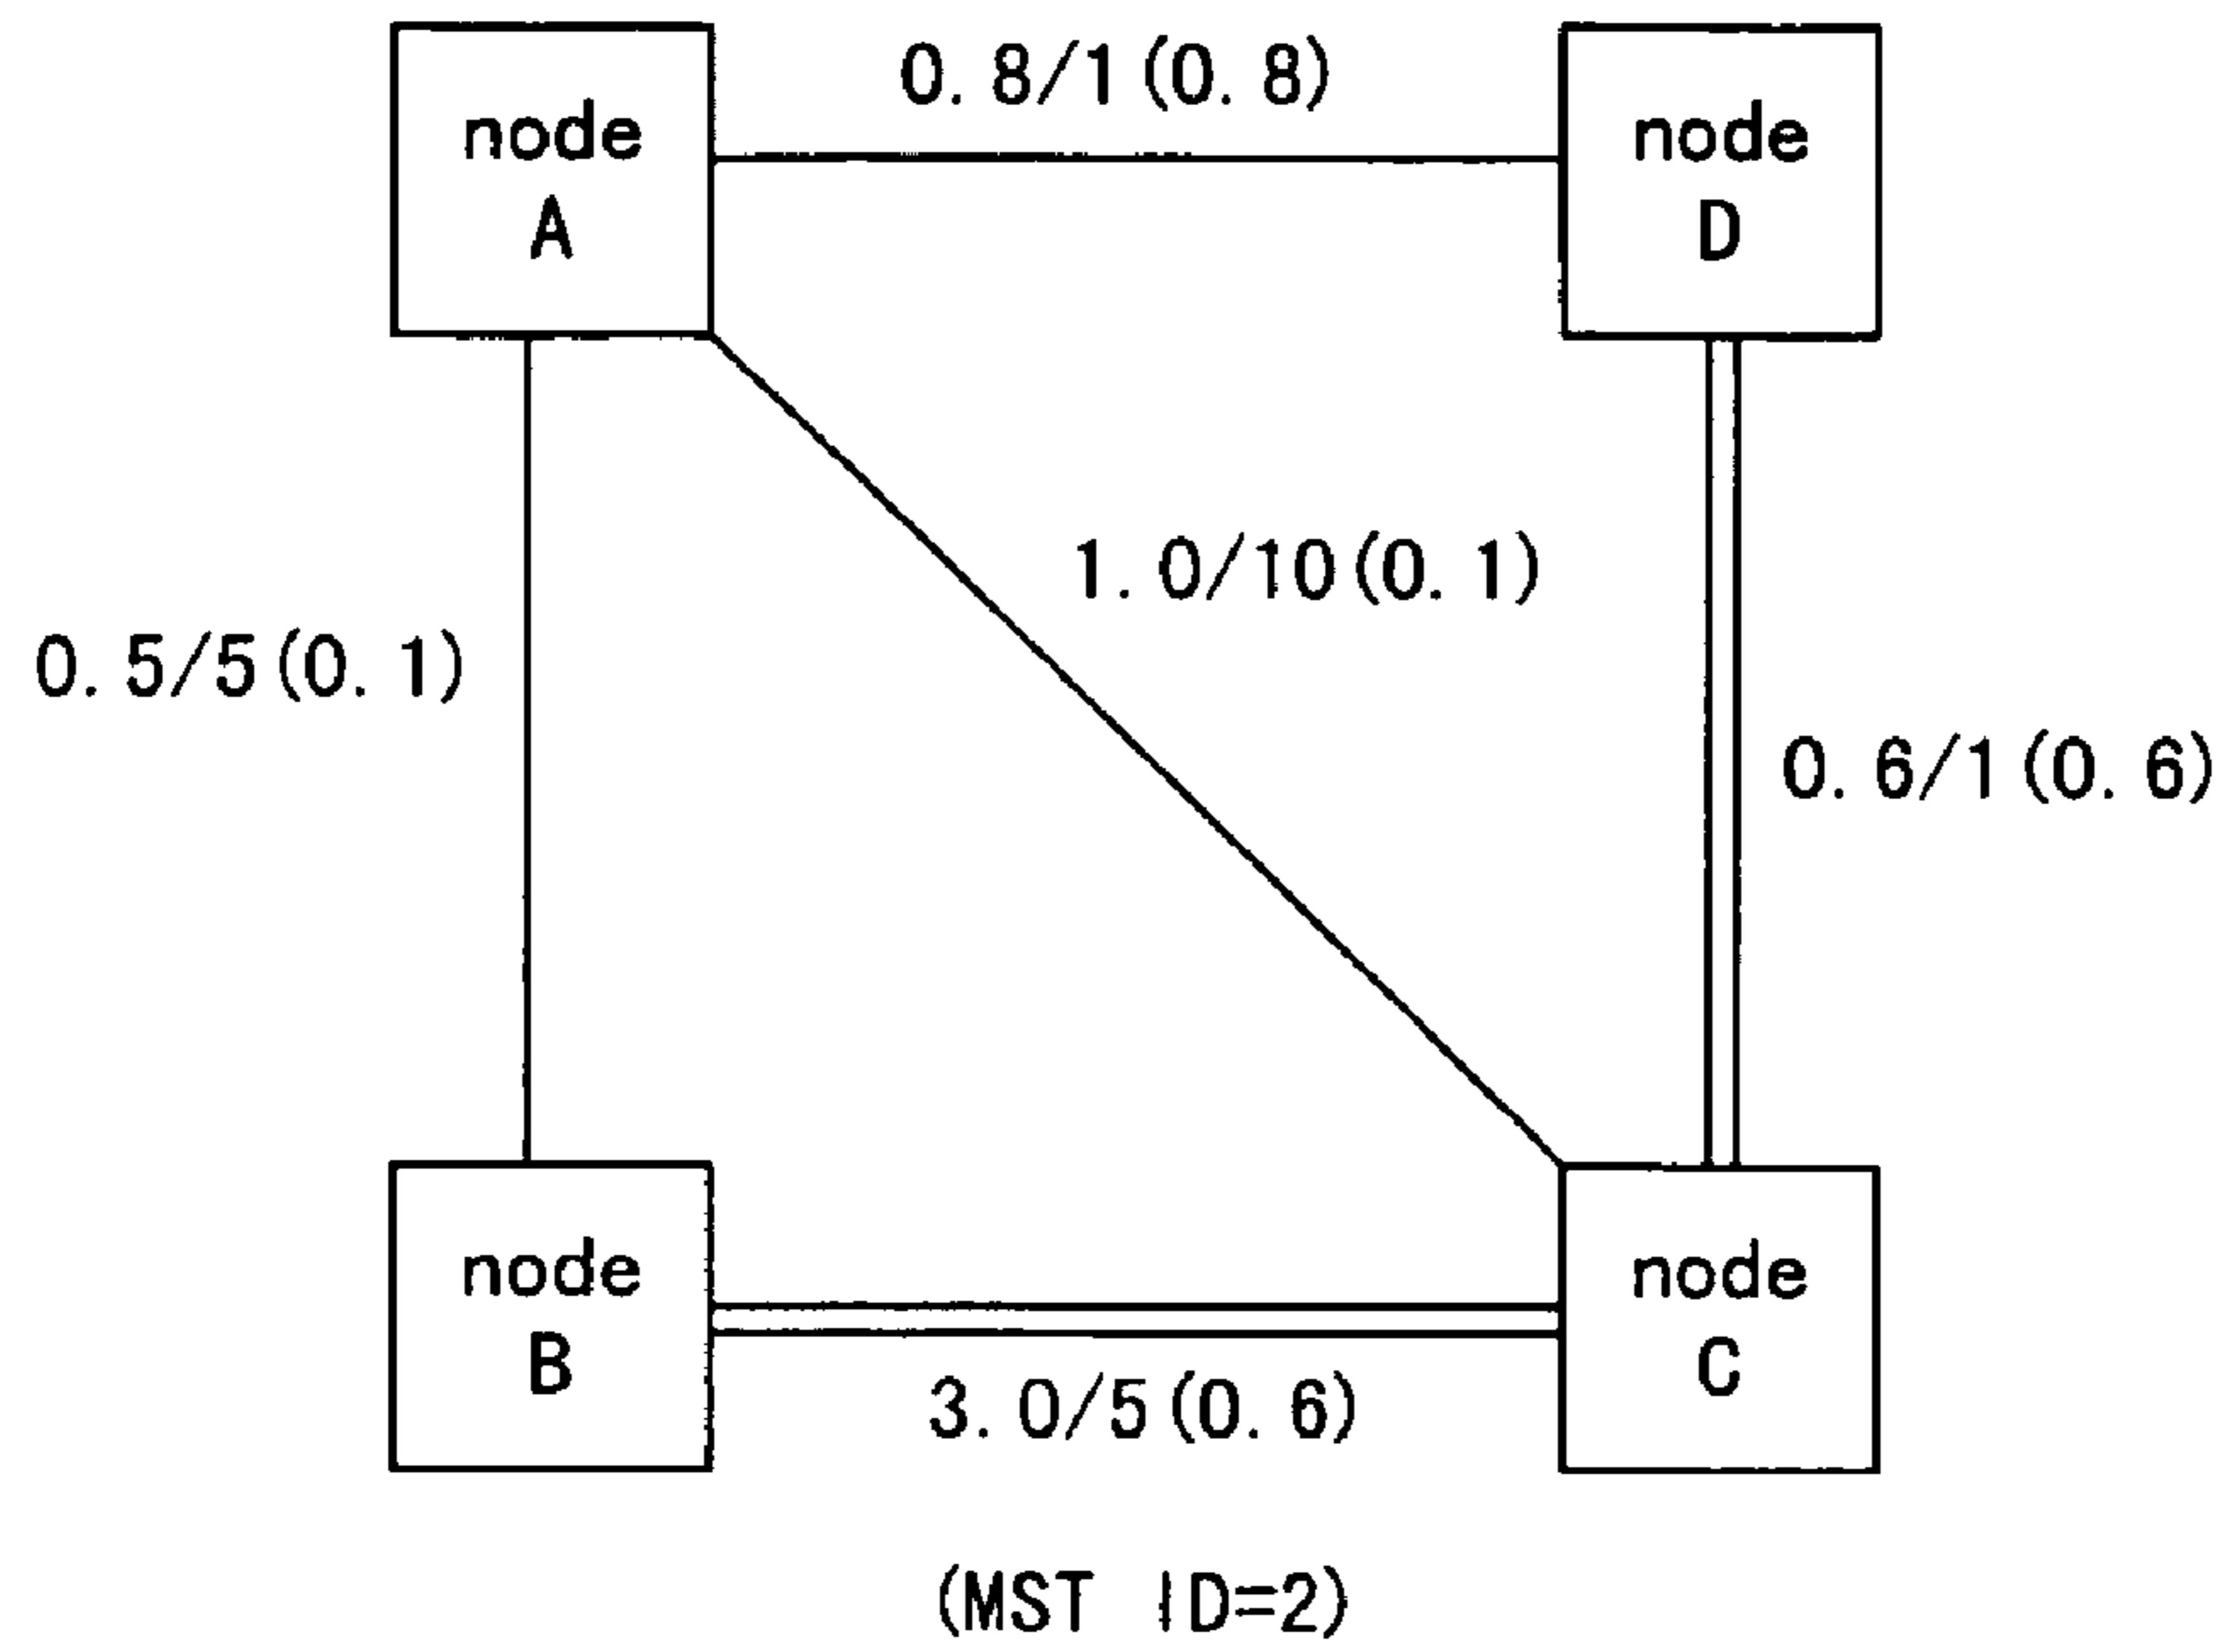 node
A
0.8/1(0.8)
node
D
1.0/10(0.1)
0.5/5(0.1)
0.6/1(0.6)
node
B
3.0/5(0.6)
node
C
(MST ID=2)